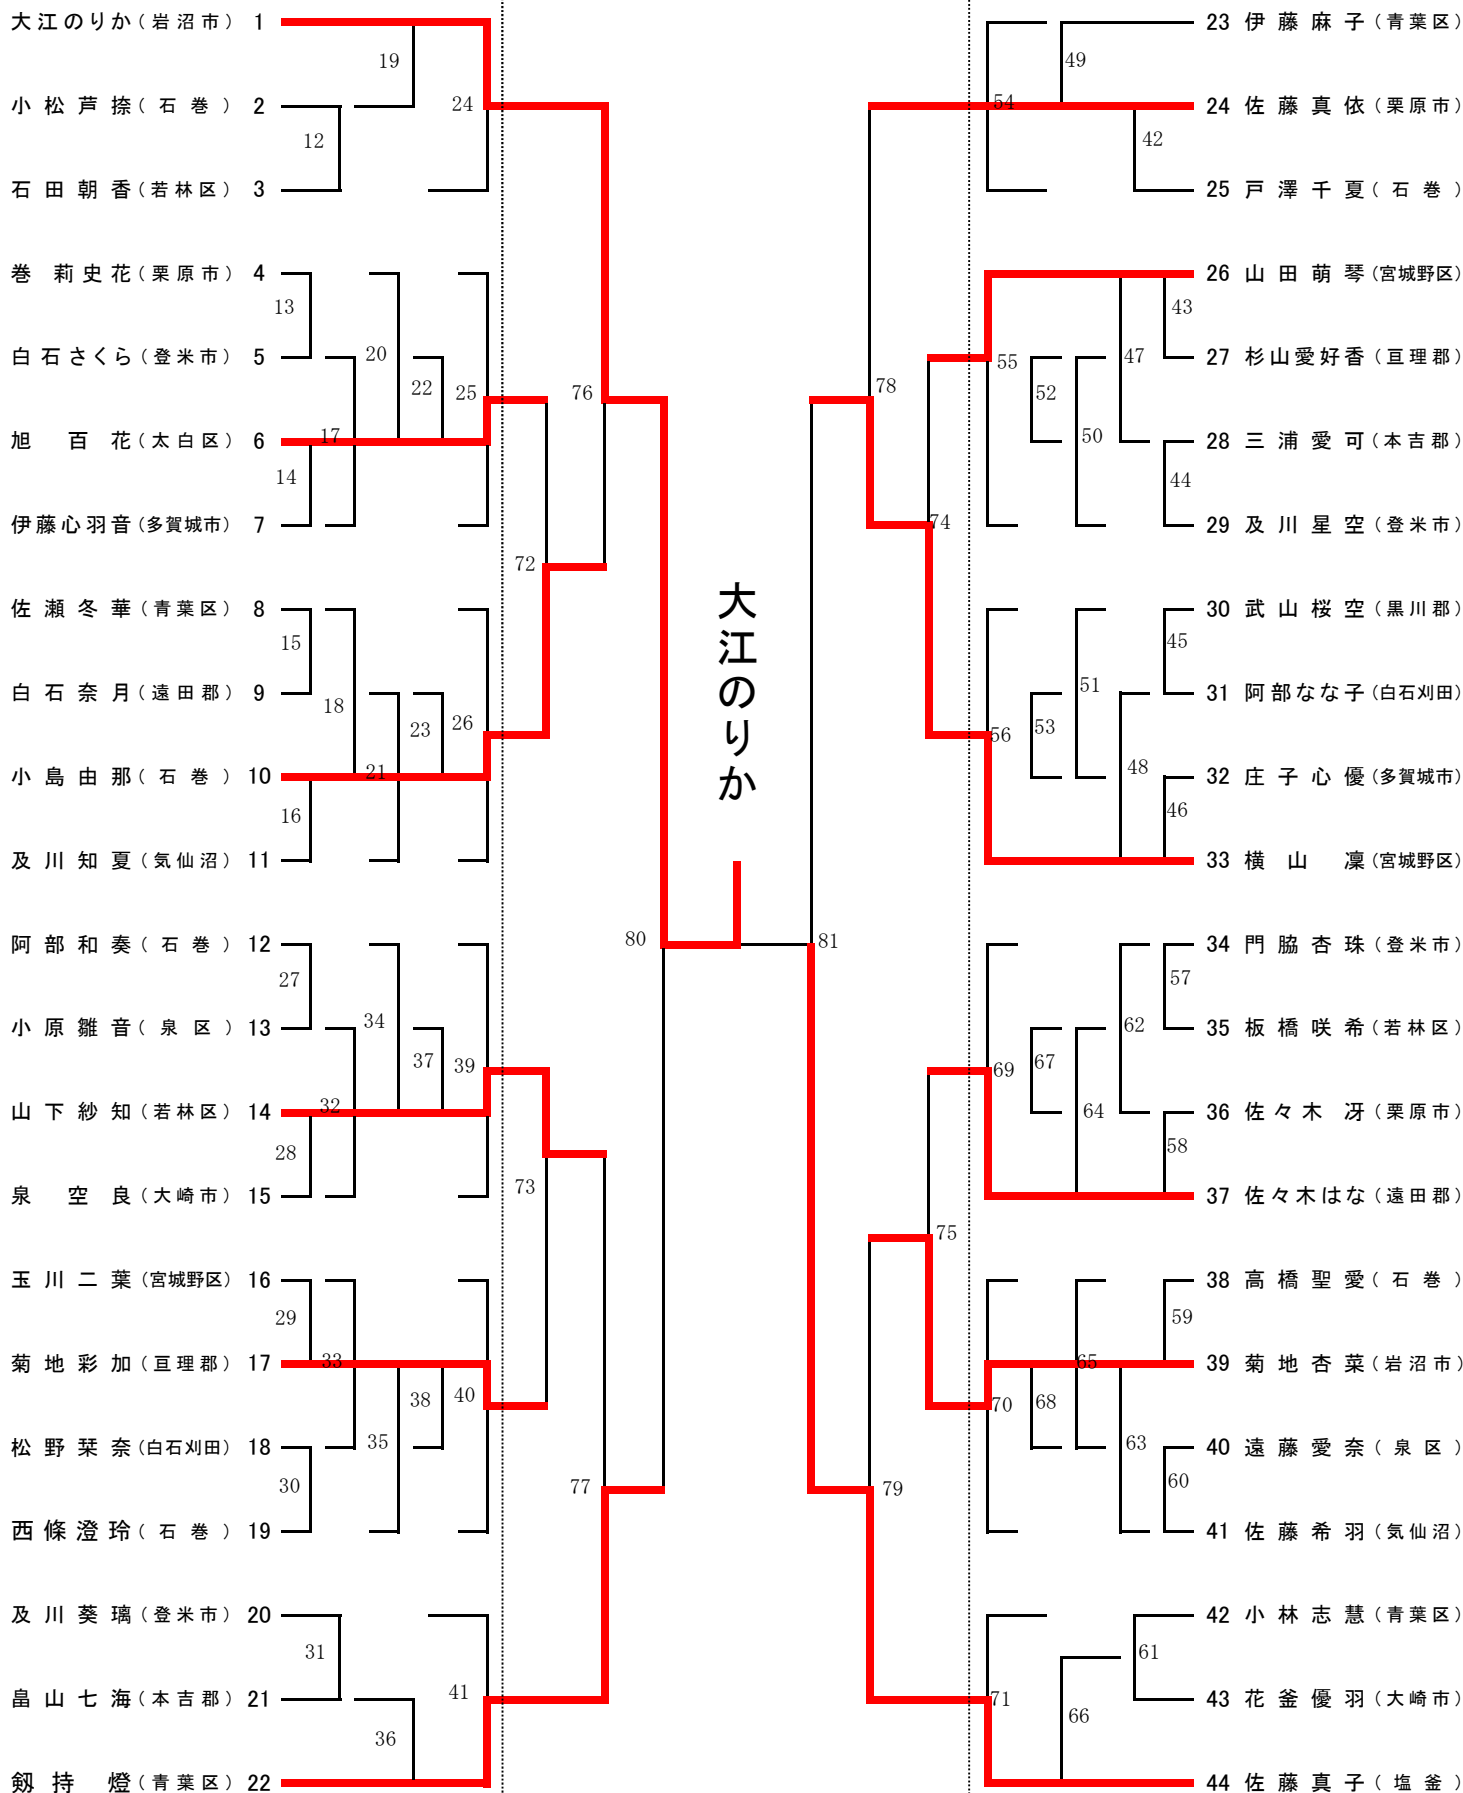 大江のりか（岩沼市） 1
19
小松芦捺（石巻） 2
24
12
石田朝香（若林区） 3
巻莉史花（栗原市） 4
13
白石さくら（登米市） 5
20
22
25
76
旭百花（太白区） 6
17
14
伊藤心羽音（多賀城市） 7
72
佐瀬冬華（青葉区） 8
15
白石奈月（遠田郡） 9
18
23
26
小島由那（石巻） 10
21
16
及川知夏（気仙沼） 11
阿部和奏（石巻） 12
27
小原雛音（泉区） 13
34
37
39
山下紗知（若林区） 14
32
28
泉空良（大崎市） 15
73
玉川二葉（宮城野区） 16
29
菊地彩加（亘理郡） 17
33
38
40
松野栞奈（白石刈田） 18
35
30
77
西條澄玲（石巻） 19
及川葵璃（登米市） 20
31
畠山七海（本吉郡） 21
41
36
剱持燈（青葉区） 22
大江のりか
80
81
23 伊藤麻子（青葉区）
49
54
24 佐藤真依（栗原市）
42
25 戸澤千夏（石巻）
26 山田萌琴（宮城野区）
43
27 杉山愛好香（亘理郡）
47
55
52
78
50
28 三浦愛可（本吉郡）
44
29 及川星空（登米市）
74
30 武山桜空（黒川郡）
45
31 阿部なな子（白石刈田）
51
53
56
48
32 庄子心優（多賀城市）
46
33 横山凜（宮城野区）
34 門脇杏珠（登米市）
57
35 板橋咲希（若林区）
62
67
69
64
36 佐々木冴（栗原市）
58
37 佐々木はな（遠田郡）
75
38 高橋聖愛（石巻）
59
39 菊地杏菜（岩沼市）
65
68
70
63
40 遠藤愛奈（泉区）
60
79
41 佐藤希羽（気仙沼）
42 小林志慧（青葉区）
61
43 花釜優羽（大崎市）
71
66
44 佐藤真子（塩釜）